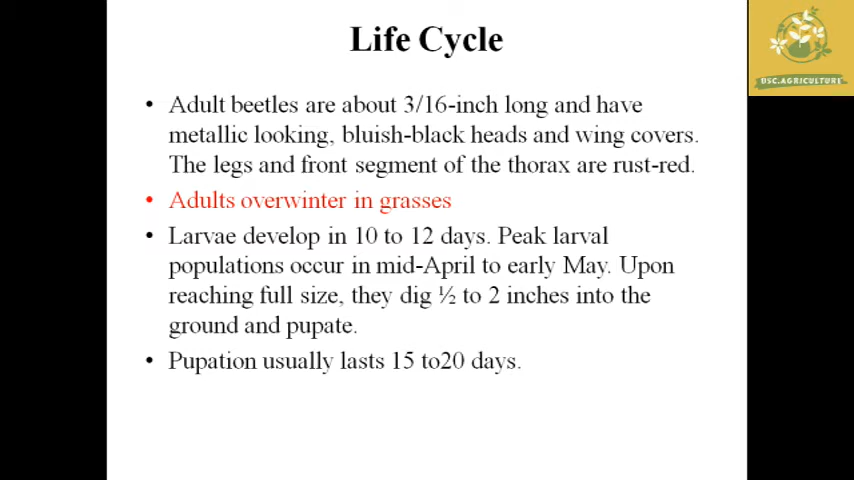 Life Cycle
BSC.AGRICULTURE
• Adult beetles are about 3/16-inch long and have
metallic looking, bluish-black heads and wing covers.
The legs and front segment of the thorax are rust-red.
• Adults overwinter in grasses
• Larvae develop in 10 to 12 days. Peak larval
populations occur in mid-April to early May. Upon
reaching full size, they dig ½ to 2 inches into the
ground and pupate.
• Pupation usually lasts 15 to20 days.